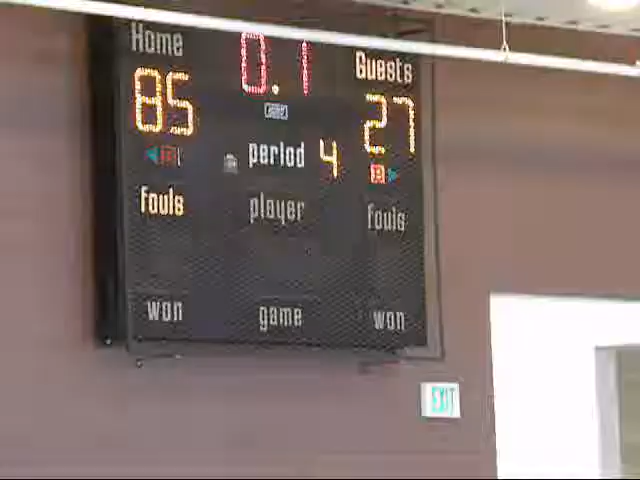 Home 0.1 Guests
85 27
period 4
fouls player fouls
won game won
EXIT